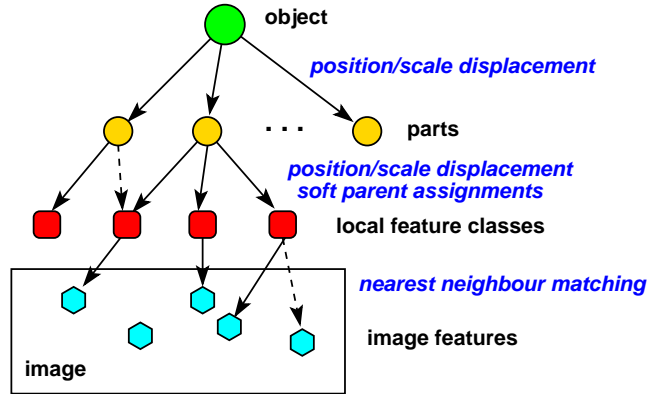 object
position/scale displacement
. . .
parts
position/scale displacement
soft parent assignments
local feature classes
nearest neighbour matching
image features
image